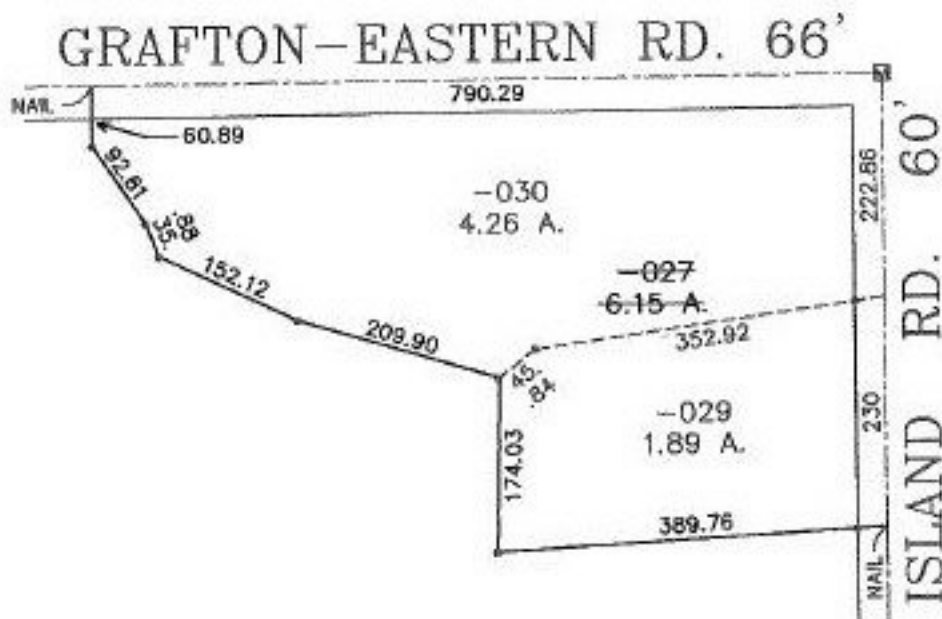 GRAFTON-EASTERN RD. 66'
NAIL
790.29
60.89
92.61
35.
.88
152.12
209.90
-030
4.26 A.
-027
6.15 A.
352.92
45.
.84
-029
1.89 A.
174.03
389.76
222.86
230
NAIL
ISLAND RD. 60'